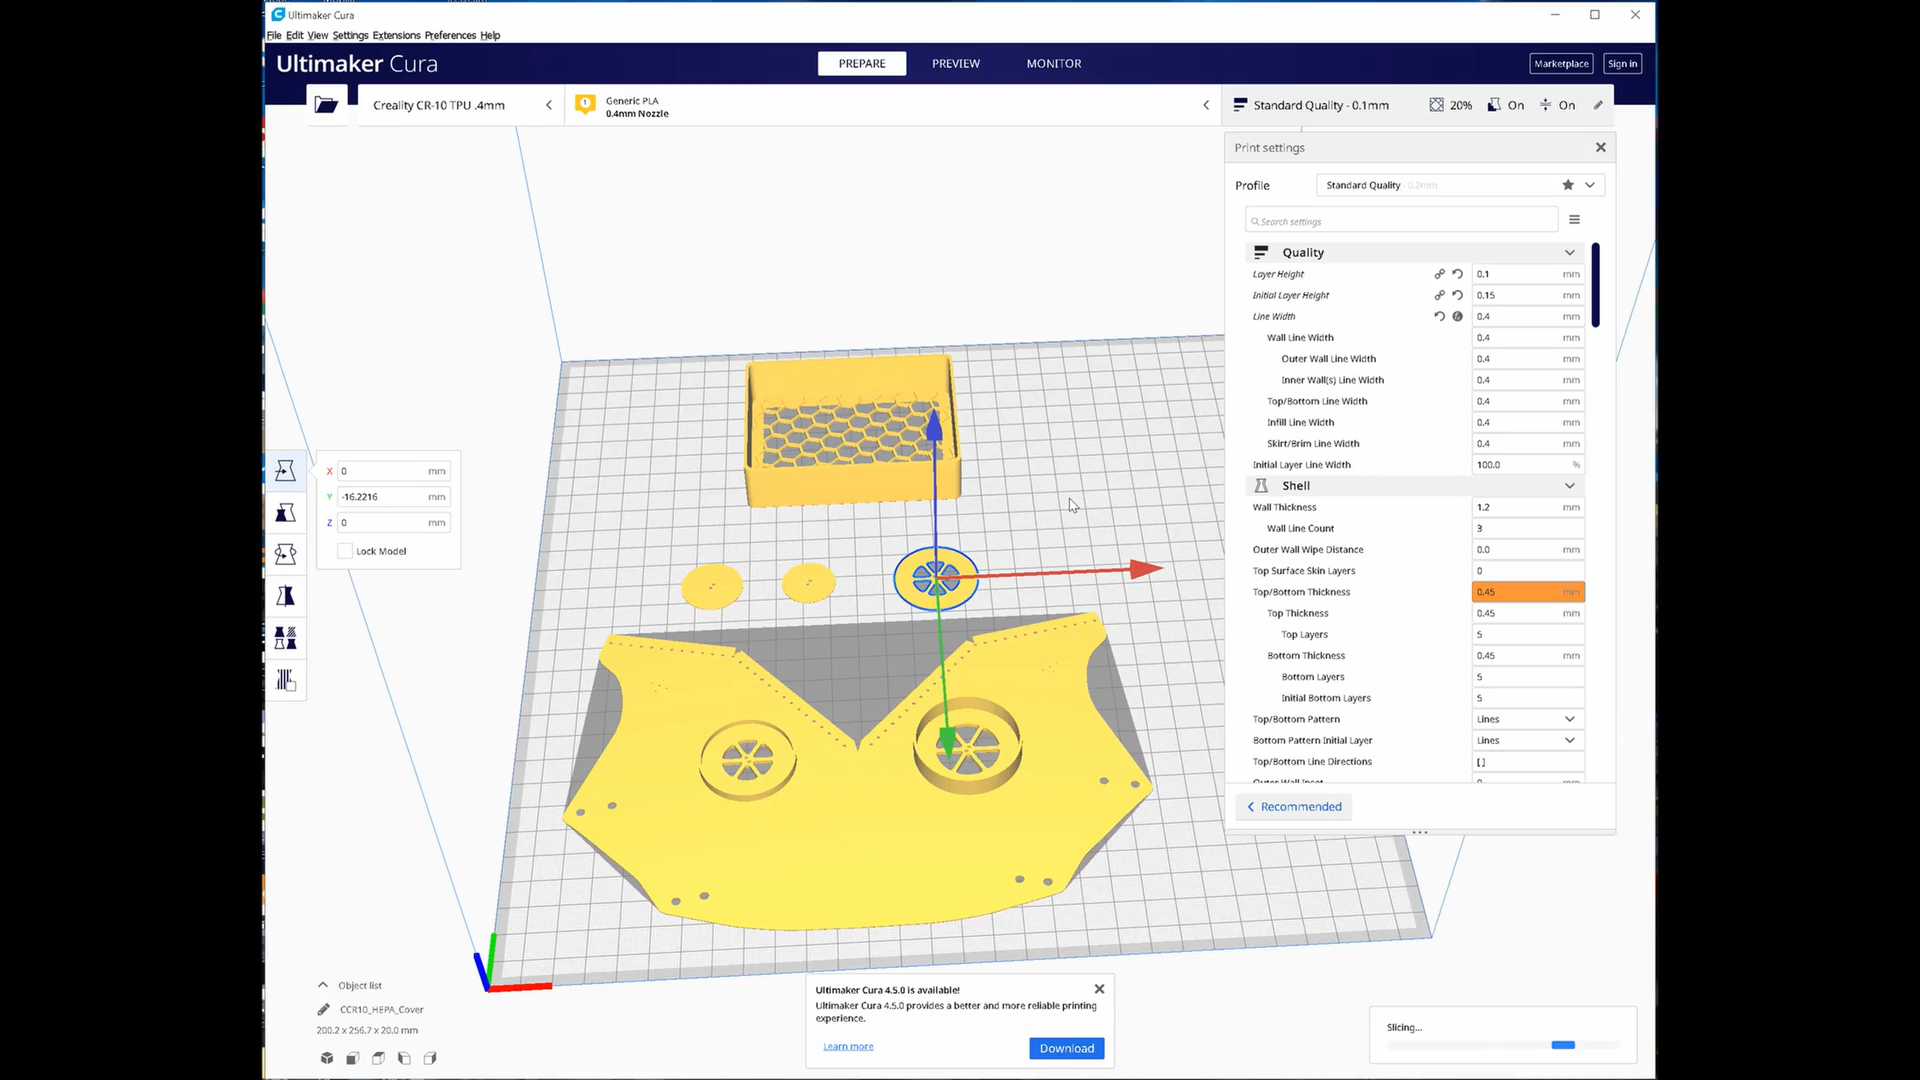 Ultimaker Cura
File Edit View Settings Extensions Preferences Help
Ultimaker Cura
PREPARE
PREVIEW
MONITOR
Marketplace
Sign in
Creality CR-10 TPU .4mm
1
Generic PLA
0.4mm Nozzle
Standard Quality - 0.1mm
20%
On
On
Print settings
Profile
Standard Quality - 0.2mm
Search settings
Quality
Layer Height 0.1 mm
Initial Layer Height 0.15 mm
Line Width 0.4 mm
Wall Line Width 0.4 mm
Outer Wall Line Width 0.4 mm
Inner Wall(s) Line Width 0.4 mm
Top/Bottom Line Width 0.4 mm
Infill Line Width 0.4 mm
Skirt/Brim Line Width 0.4 mm
Initial Layer Line Width 100.0 %
Shell
Wall Thickness 1.2 mm
Wall Line Count 3
Outer Wall Wipe Distance 0.0 mm
Top Surface Skin Layers 0
Top/Bottom Thickness 0.45 mm
Top Thickness 0.45 mm
Top Layers 5
Bottom Thickness 0.45 mm
Bottom Layers 5
Initial Bottom Layers 5
Top/Bottom Pattern Lines
Bottom Pattern Initial Layer Lines
Top/Bottom Line Directions [ ]
Outer Wall Inset 0 mm
Recommended
X 0 mm
Y -16.2216 mm
Z 0 mm
Lock Model
Object list
CCR10_HEPA_Cover
200.2 x 256.7 x 20.0 mm
Ultimaker Cura 4.5.0 is available!
Ultimaker Cura 4.5.0 provides a better and more reliable printing
experience.
Learn more
Download
Slicing...